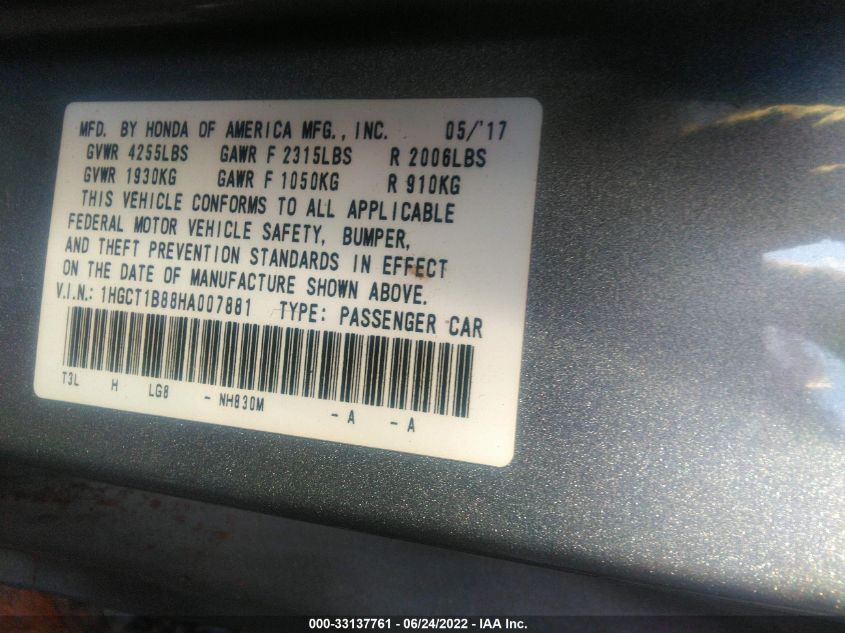 MFD. BY HONDA OF AMERICA MFG., INC. 05/'17
GVWR 4255LBS GAWR F 2315LBS R 2006LBS
GVWR 1930KG GAWR F 1050KG R 910KG
THIS VEHICLE CONFORMS TO ALL APPLICABLE
FEDERAL MOTOR VEHICLE SAFETY, BUMPER,
AND THEFT PREVENTION STANDARDS IN EFFECT
ON THE DATE OF MANUFACTURE SHOWN ABOVE.
V.I.N.: 1HGCT1B88HA007881 TYPE: PASSENGER CAR
T3L H LG8 - NH830M - A - A
000-33137761 - 06/24/2022 - IAA Inc.